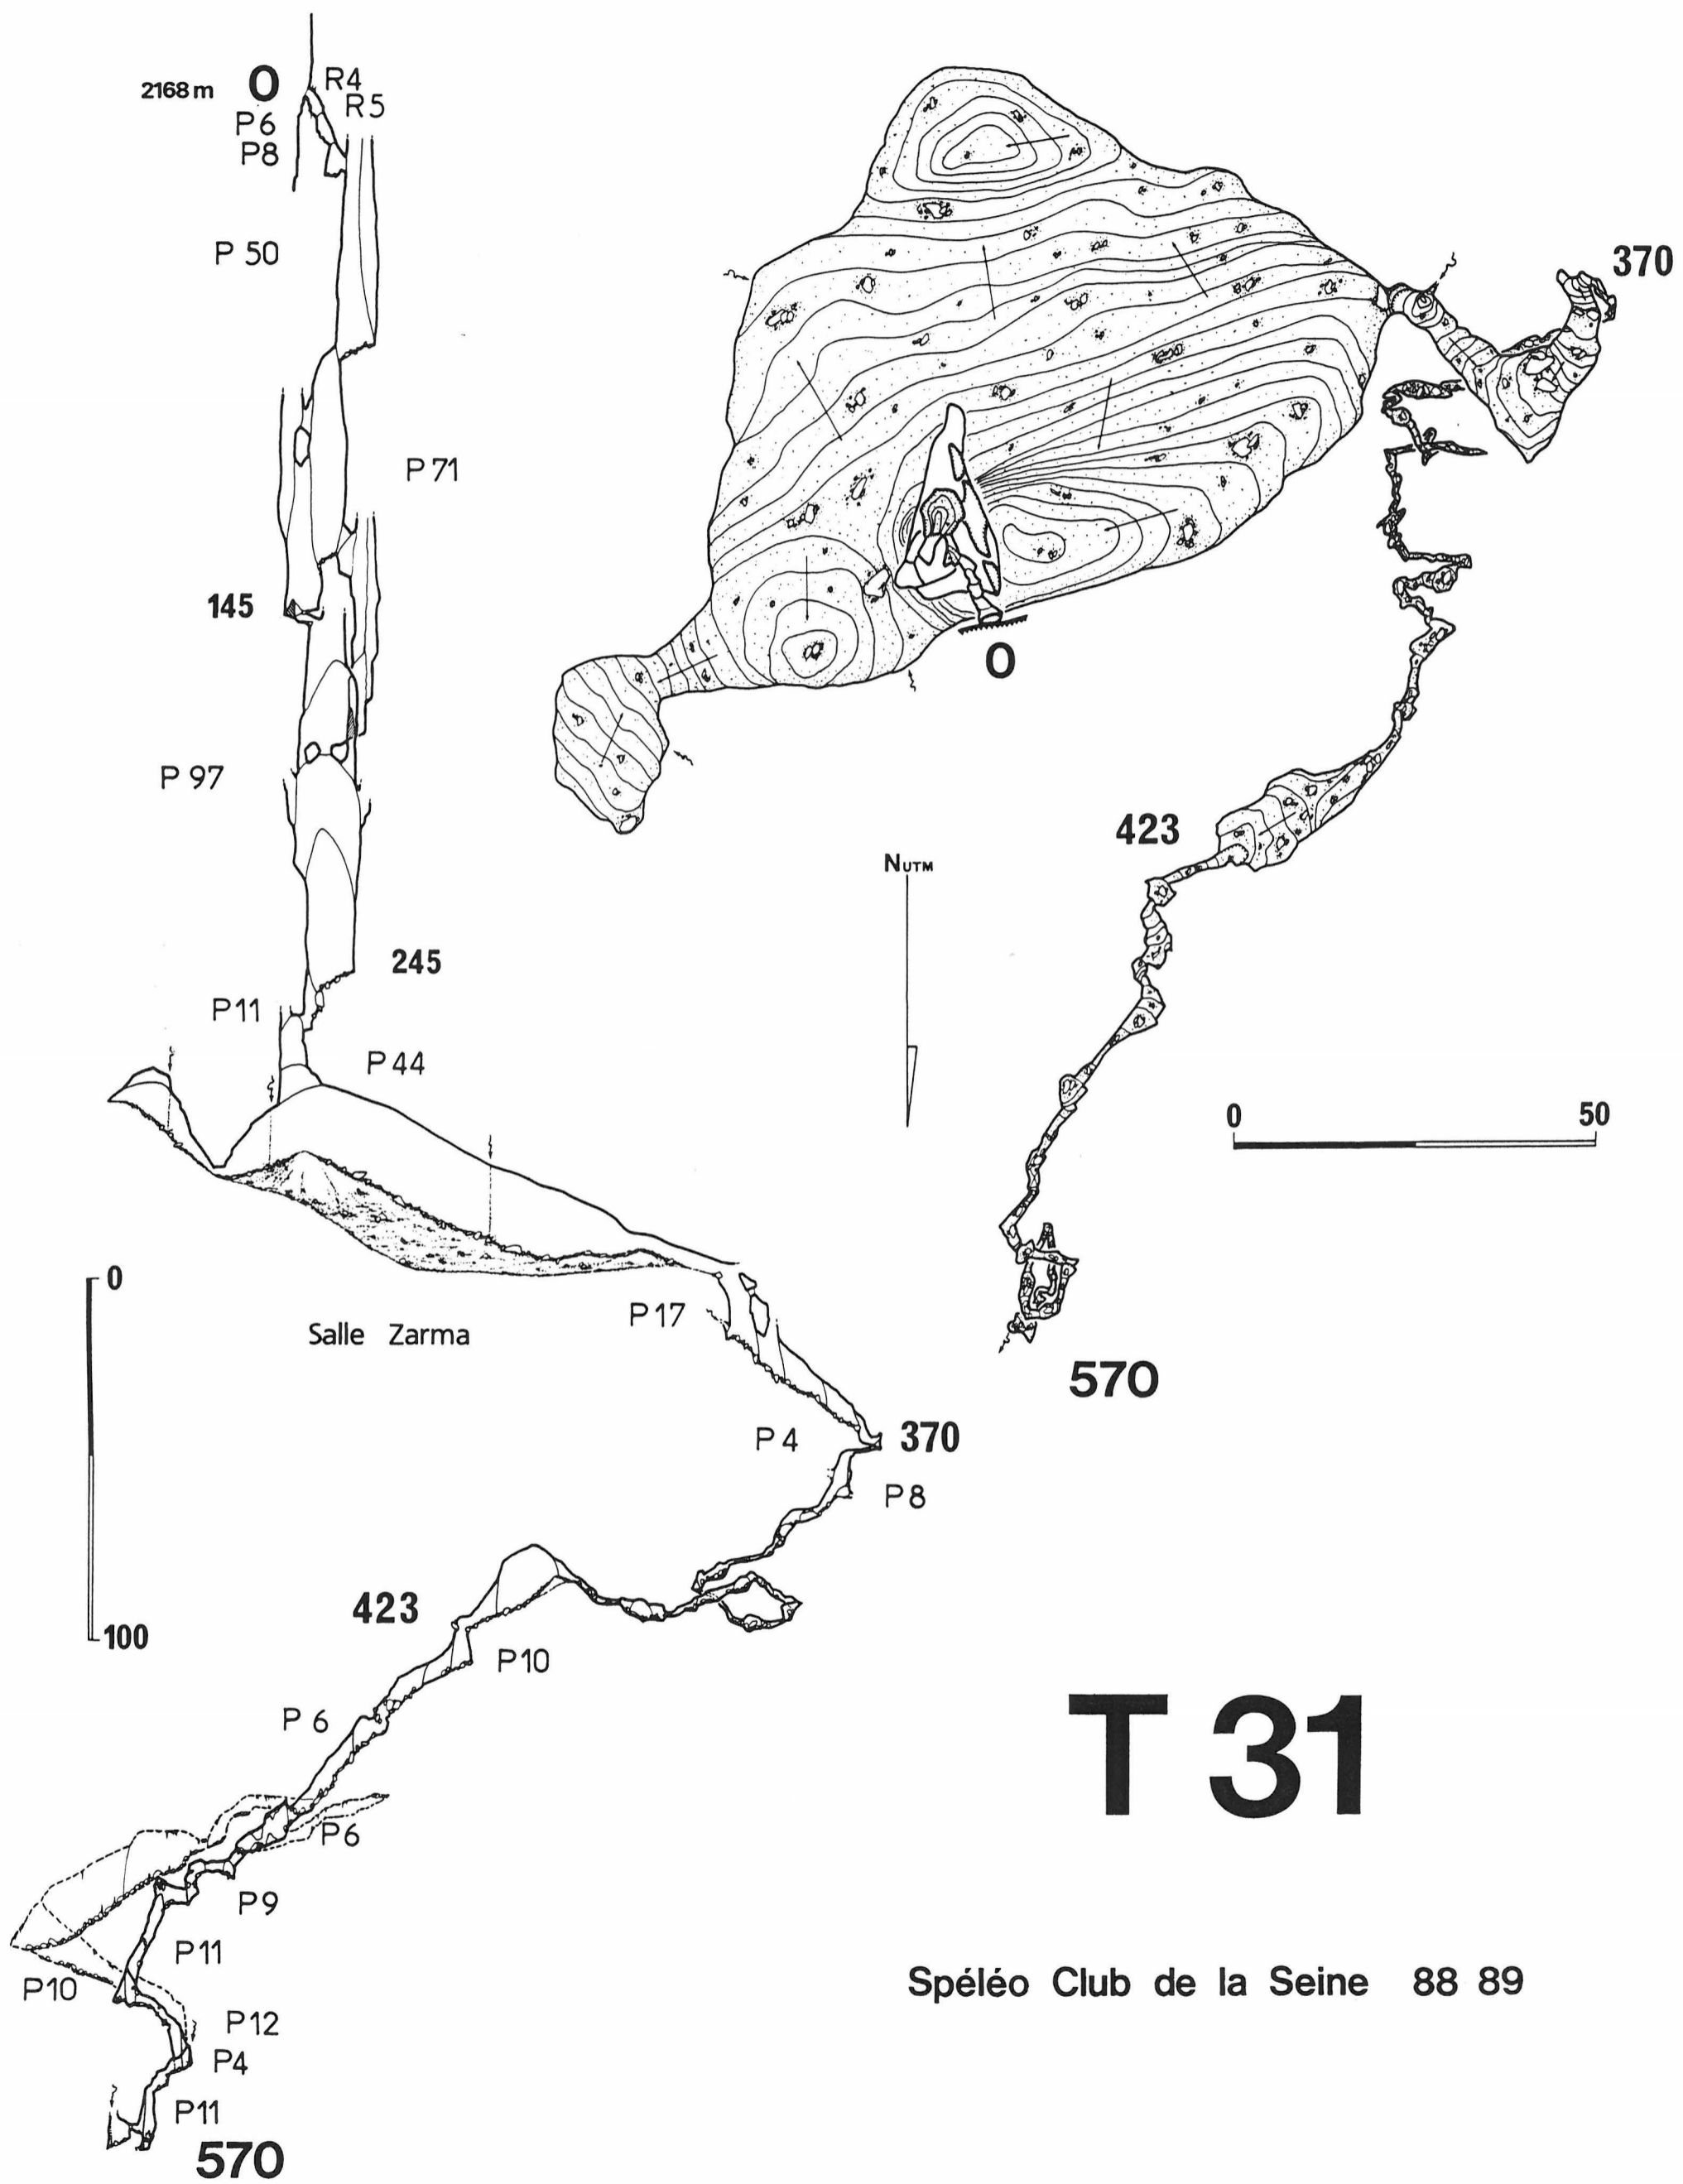 2168 m 0 R4
R5
P6
P8
P 50
P 71
145
P 97
245
P11
P44
0
100
Salle Zarma
P17
P4
370
P8
423
P10
P 6
P6
P9
P11
P10
P12
P4
P11
570
370
0
423
NUTM
0 50
570
T 31
Spéléo Club de la Seine 88 89